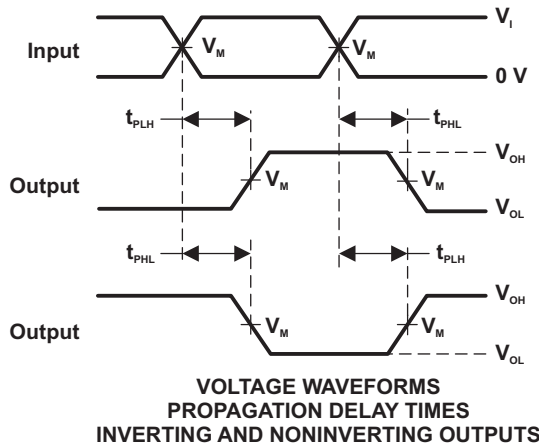 V_I
Input
V_M V_M
0 V
t_PLH t_PHL
V_OH
Output
V_M V_M
V_OL
t_PHL t_PLH
V_OH
Output
V_M V_M
V_OL
VOLTAGE WAVEFORMS
PROPAGATION DELAY TIMES
INVERTING AND NONINVERTING OUTPUTS